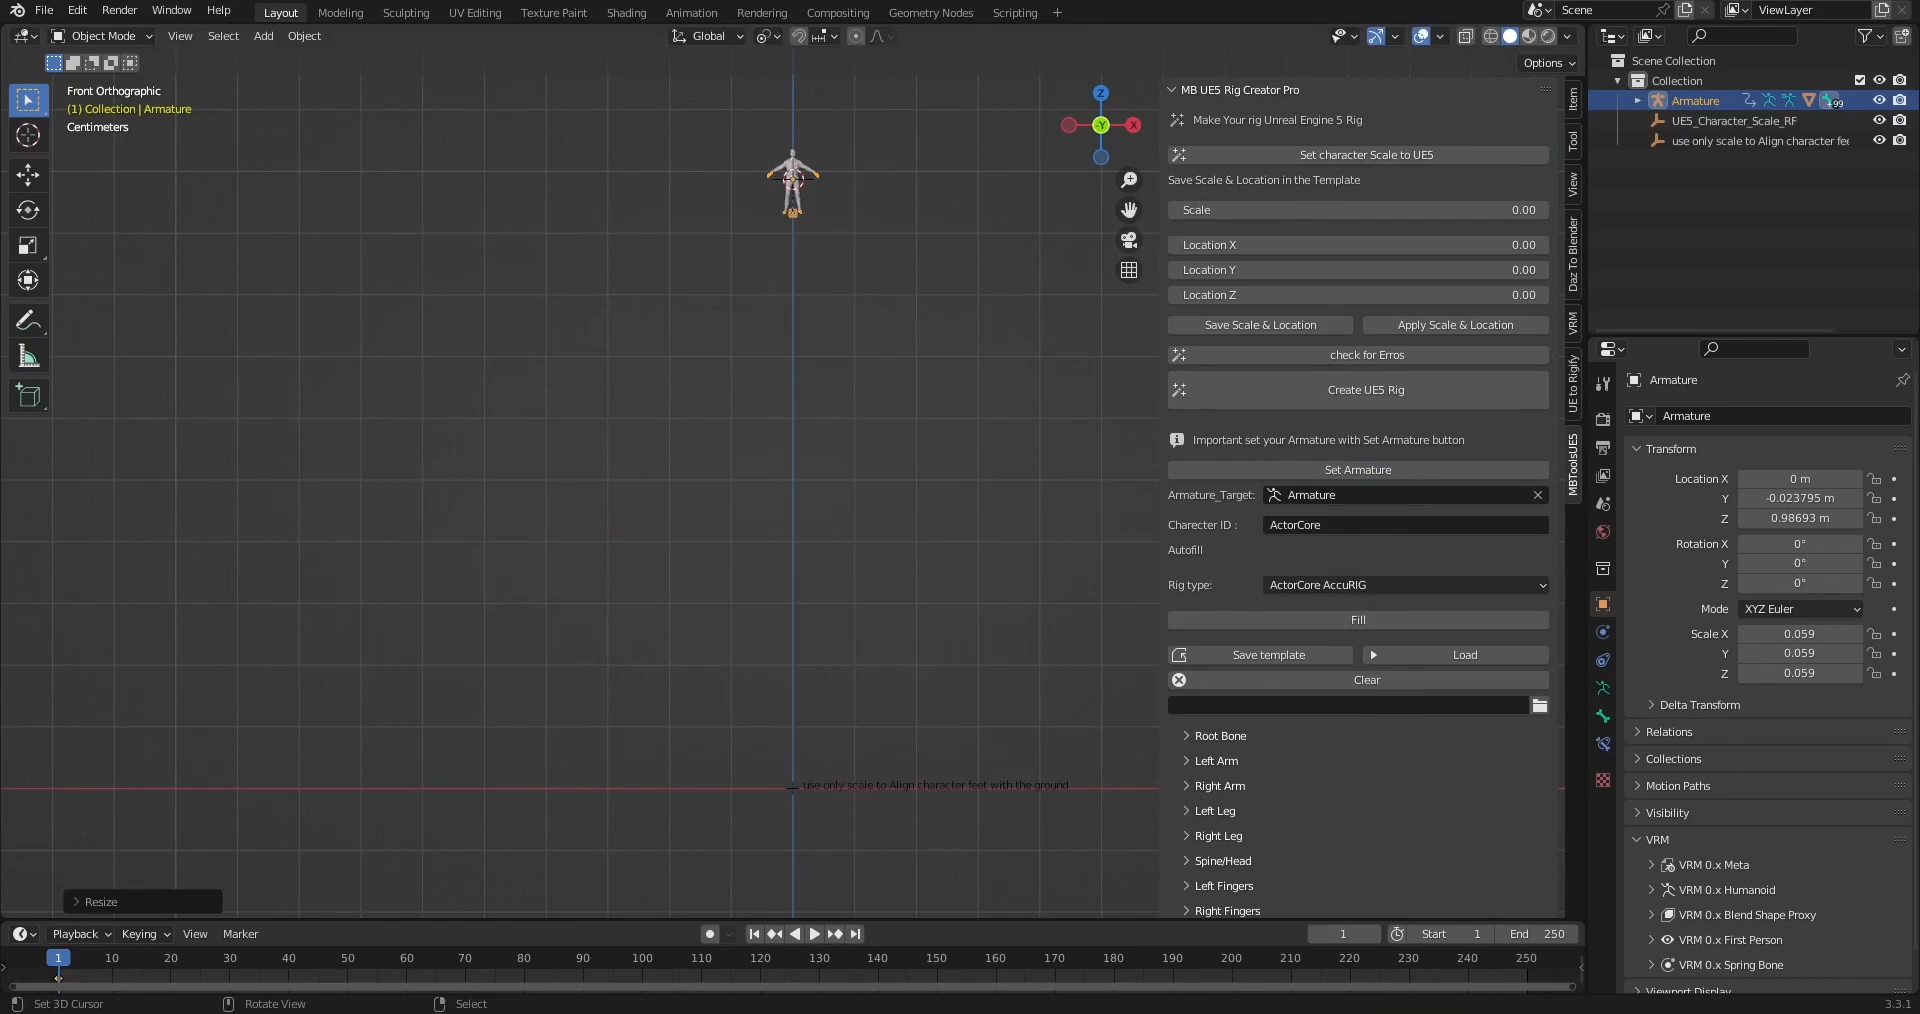 File Edit Render Window Help Layout Modeling Sculpting UV Editing Texture Paint Shading Animation Rendering Compositing Geometry Nodes Scripting + Scene ViewLayer
Object Mode View Select Add Object Global
Options
Front Orthographic
(1) Collection | Armature
Centimeters
Z
-Y
X
use only scale to Align character feet with the ground
Resize
MB UE5 Rig Creator Pro
Make Your rig Unreal Engine 5 Rig
Set character Scale to UE5
Save Scale & Location in the Template
Scale 0.00
Location X 0.00
Location Y 0.00
Location Z 0.00
Save Scale & Location Apply Scale & Location
check for Erros
Create UE5 Rig
Important set your Armature with Set Armature button
Set Armature
Armature_Target: Armature
Charecter ID : ActorCore
Autofill
Rig type: ActorCore AccuRIG
Fill
Save template Load
Clear
Root Bone
Left Arm
Right Arm
Left Leg
Right Leg
Spine/Head
Left Fingers
Right Fingers
Item
Tool
View
Daz To Blender
VRM
UE to Rigify
MBToolsUE5
Scene Collection
Collection
Armature +99
UE5_Character_Scale_RF
use only scale to Align character fee
Armature
Armature
Transform
Location X 0 m
Y -0.023795 m
Z 0.98693 m
Rotation X 0°
Y 0°
Z 0°
Mode XYZ Euler
Scale X 0.059
Y 0.059
Z 0.059
Delta Transform
Relations
Collections
Motion Paths
Visibility
VRM
VRM 0.x Meta
VRM 0.x Humanoid
VRM 0.x Blend Shape Proxy
VRM 0.x First Person
VRM 0.x Spring Bone
Viewport Display
Playback Keying View Marker 1 Start 1 End 250
1 10 20 30 40 50 60 70 80 90 100 110 120 130 140 150 160 170 180 190 200 210 220 230 240 250
Set 3D Cursor Rotate View Select 3.3.1